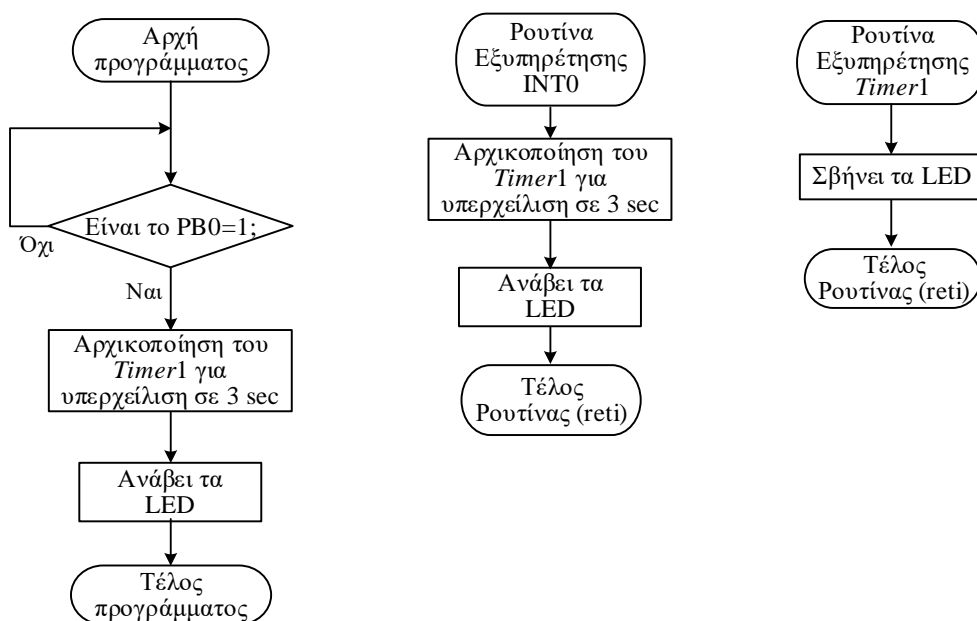 Αρχή
προγράμματος
Είναι το PB0=1;
Όχι
Ναι
Αρχικοποίηση του
Timer1 για
υπερχείλιση σε 3 sec
Ανάβει τα
LED
Τέλος
προγράμματος
Ρουτίνα
Εξυπηρέτησης
INT0
Αρχικοποίηση του
Timer1 για
υπερχείλιση σε 3 sec
Ανάβει τα
LED
Τέλος
Ρουτίνας (reti)
Ρουτίνα
Εξυπηρέτησης
Timer1
Σβήνει τα LED
Τέλος
Ρουτίνας (reti)